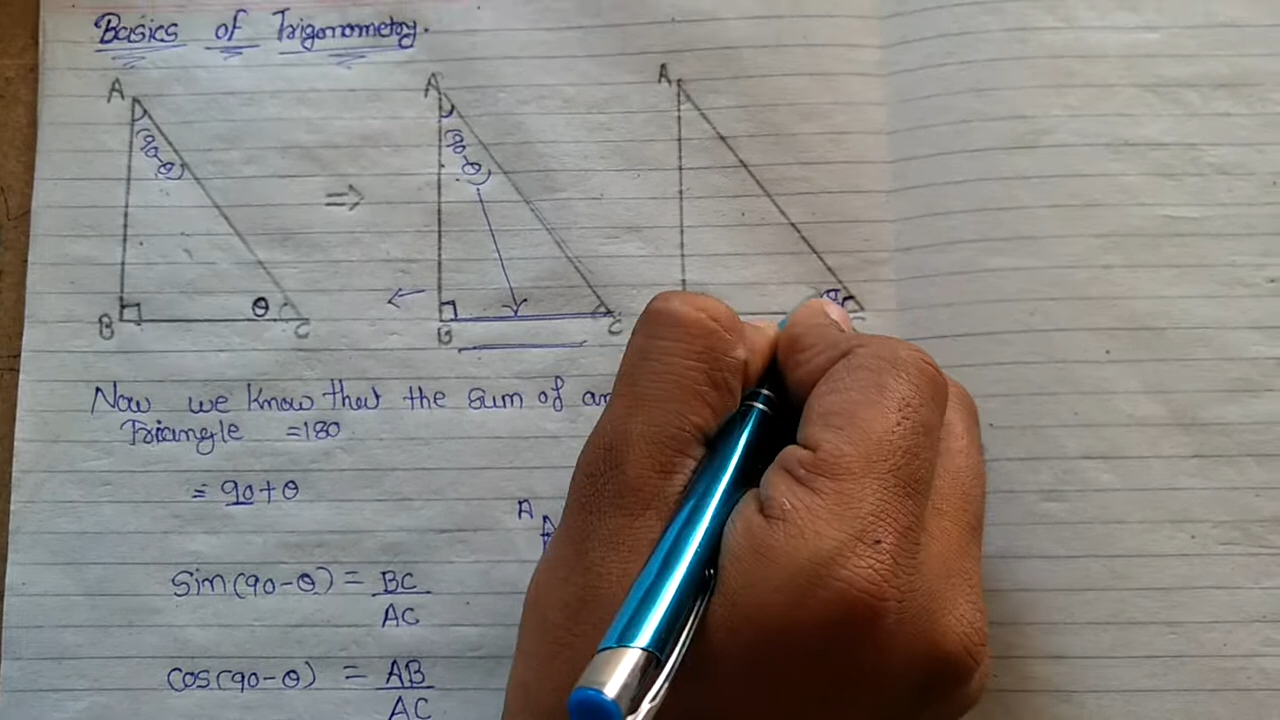 Basics of Trigonometry.
A A A
(90-θ) (90-θ)
⇒
θ ← θ
B C B C
Now we know that the sum of
Triangle =180
= 90+θ
A
Sin(90-θ) = BC
AC
cos(90-θ) = AB
AC